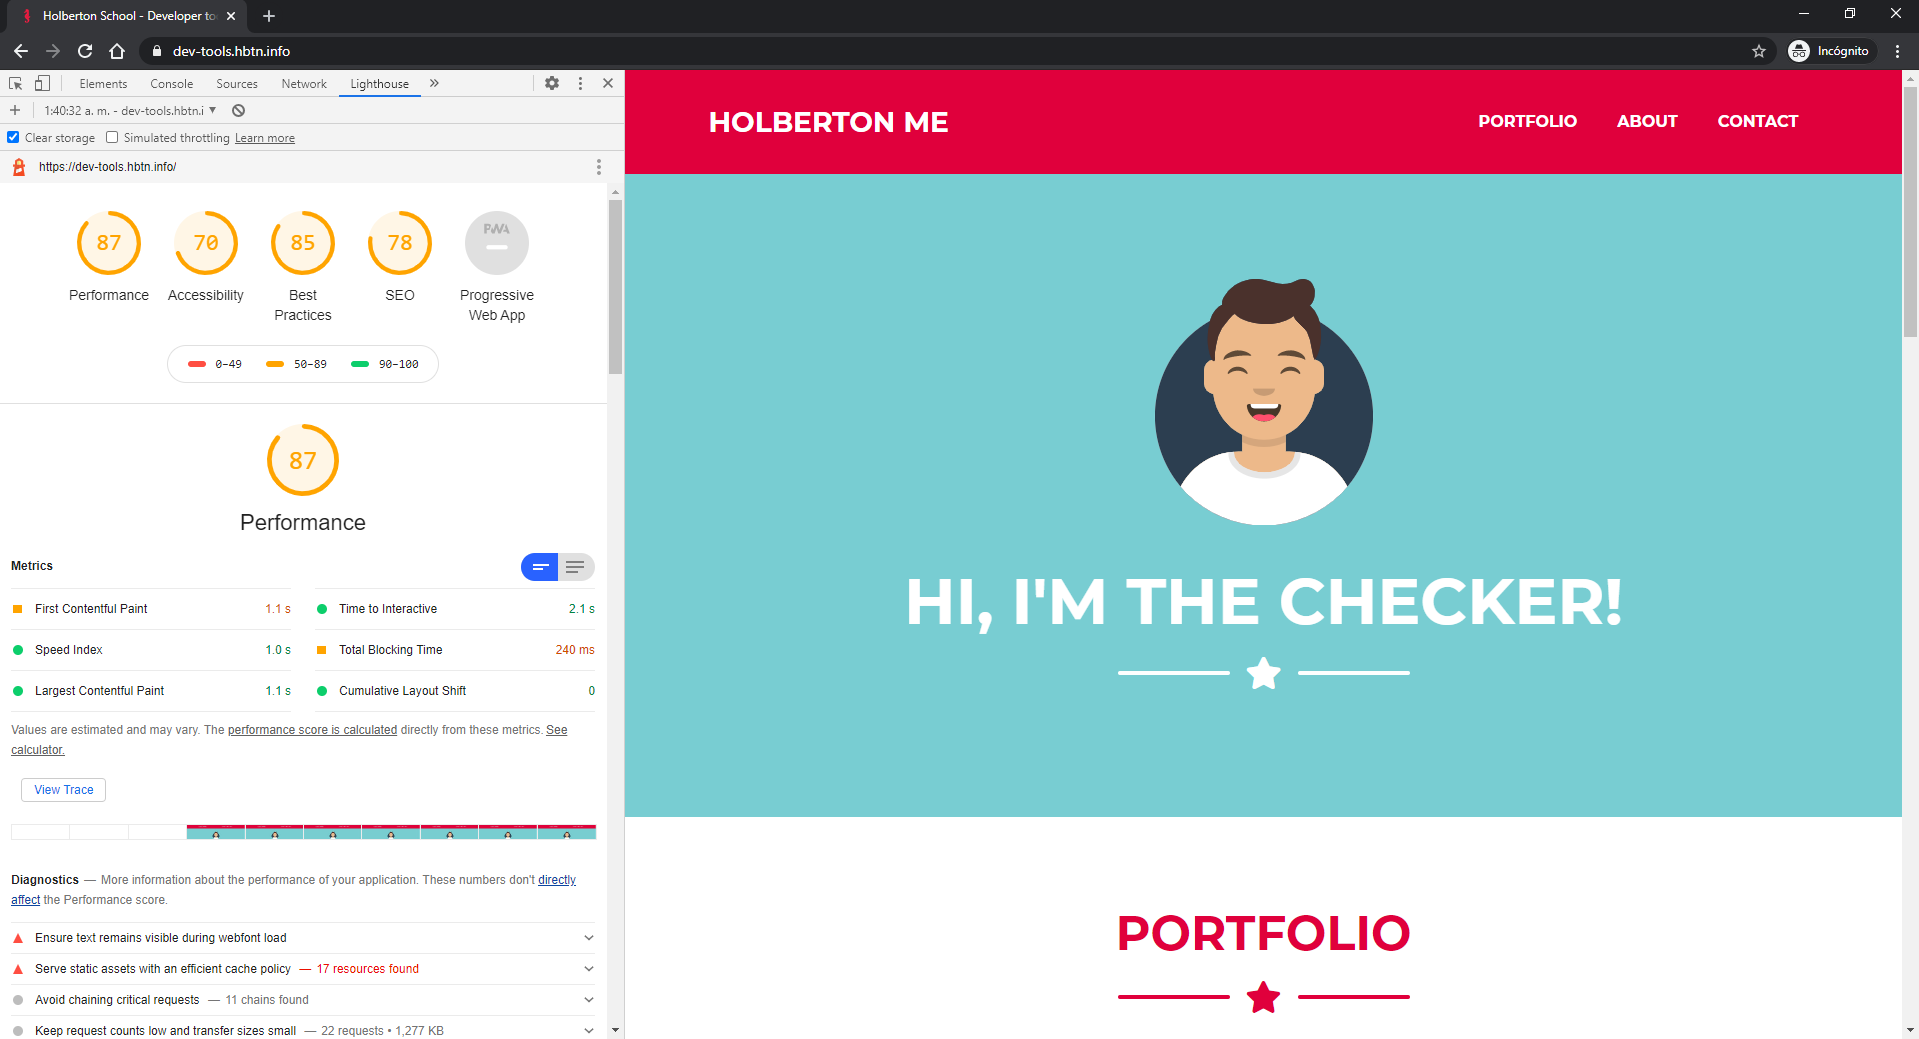 Holberton School - Developer to
dev-tools.hbtn.info
Incógnito
Elements Console Sources Network Lighthouse
1:40:32 a. m. - dev-tools.hbtn.i
Clear storage Simulated throttling Learn more
https://dev-tools.hbtn.info/
87 70 85 78 PWA
Performance Accessibility Best Practices SEO Progressive Web App
0–49 50–89 90–100
87
Performance
Metrics
First Contentful Paint 1.1 s Time to Interactive 2.1 s
Speed Index 1.0 s Total Blocking Time 240 ms
Largest Contentful Paint 1.1 s Cumulative Layout Shift 0
Values are estimated and may vary. The performance score is calculated directly from these metrics. See
calculator.
View Trace
Diagnostics — More information about the performance of your application. These numbers don't directly
affect the Performance score.
Ensure text remains visible during webfont load
Serve static assets with an efficient cache policy — 17 resources found
Avoid chaining critical requests — 11 chains found
Keep request counts low and transfer sizes small — 22 requests • 1,277 KB
HOLBERTON ME PORTFOLIO ABOUT CONTACT
HI, I'M THE CHECKER!
PORTFOLIO